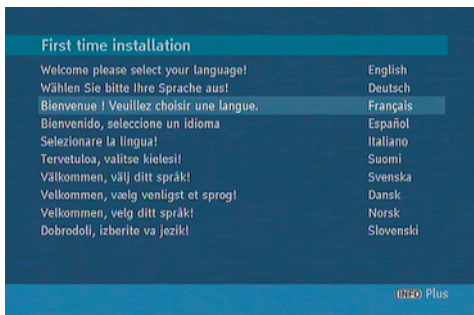 First time installation
Welcome please select your language! English
Wählen Sie bitte Ihre Sprache aus! Deutsch
Bienvenue ! Veuillez choisir une langue. Français
Bienvenido, seleccione un idioma Español
Selezionare la lingua! Italiano
Tervetuloa, valitse kielesi! Suomi
Välkommen, välj ditt språk! Svenska
Velkommen, vælg venligst et sprog! Dansk
Velkommen, velg ditt språk! Norsk
Dobrodoli, izberite va jezik! Slovenski
INFO Plus